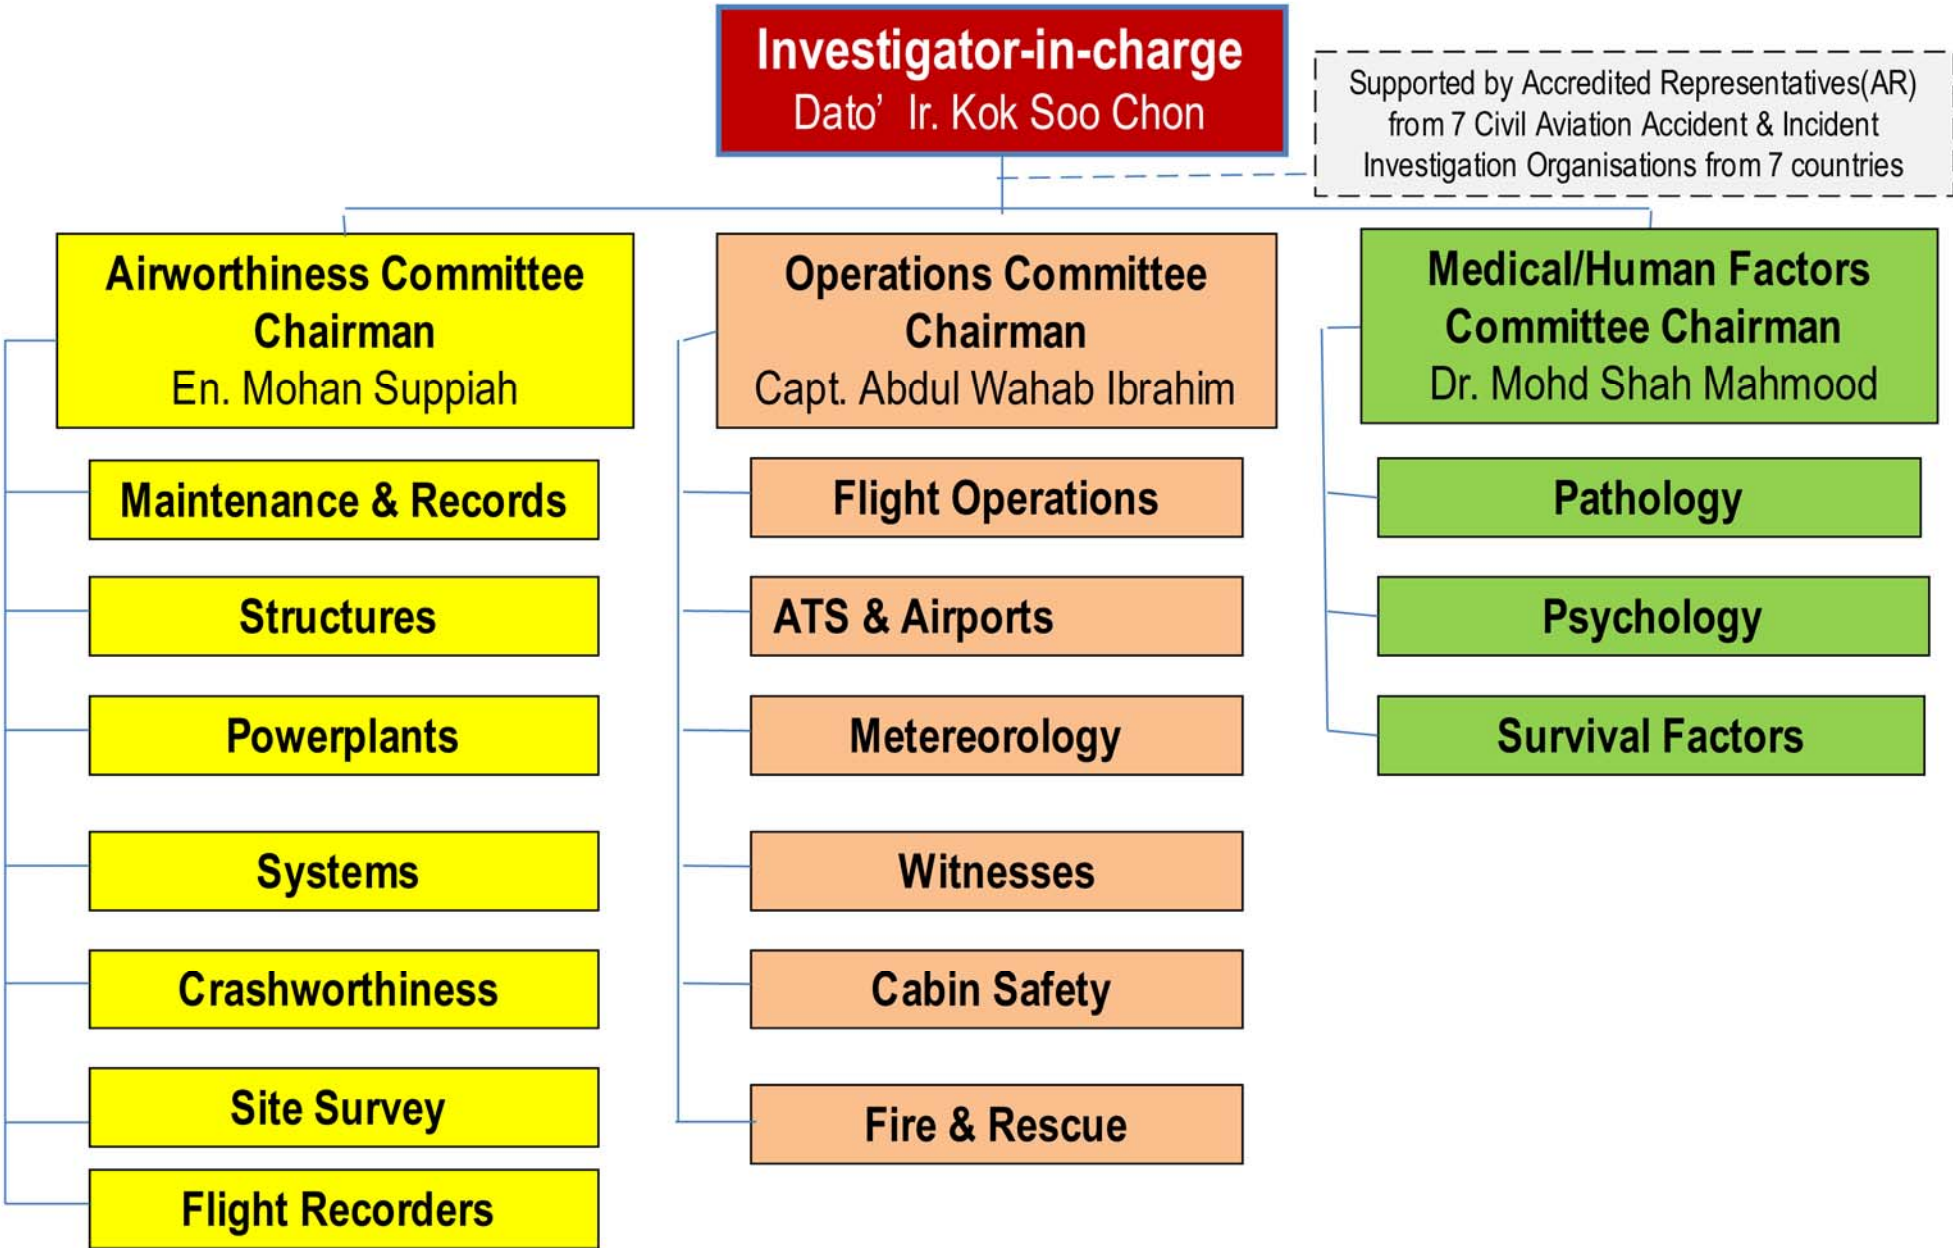 Investigator-in-charge
Dato’ Ir. Kok Soo Chon
Supported by Accredited Representatives(AR)
from 7 Civil Aviation Accident & Incident
Investigation Organisations from 7 countries
Airworthiness Committee
Chairman
En. Mohan Suppiah
Maintenance & Records
Structures
Powerplants
Systems
Crashworthiness
Site Survey
Flight Recorders
Operations Committee
Chairman
Capt. Abdul Wahab Ibrahim
Flight Operations
ATS & Airports
Metereorology
Witnesses
Cabin Safety
Fire & Rescue
Medical/Human Factors
Committee Chairman
Dr. Mohd Shah Mahmood
Pathology
Psychology
Survival Factors